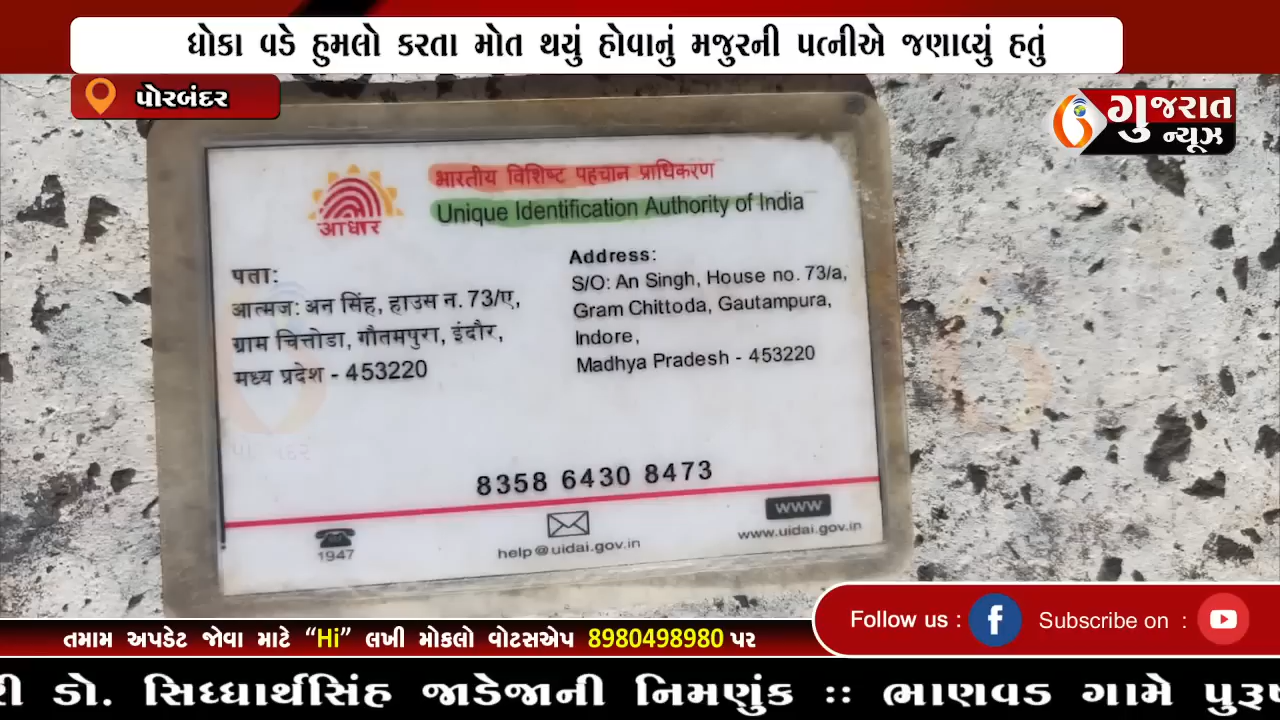 ધોકા વડે હુમલો કરતા મોત થયું હોવાનું મજુરની પત્નીએ જણાવ્યું હતું
પોરબંદર
ગુજરાત
ન્યૂઝ
भारतीय विशिष्ट पहचान प्राधिकरण
Unique Identification Authority of India
आधार
पता:
आत्मज: अन सिंह, हाउस न. 73/ए,
ग्राम चित्तोडा, गौतमपुरा, इंदौर,
मध्य प्रदेश - 453220
Address:
S/O: An Singh, House no. 73/a,
Gram Chittoda, Gautampura,
Indore,
Madhya Pradesh - 453220
8358 6430 8473
1947
help@uidai.gov.in
www
www.uidai.gov.in
Follow us :
Subscribe on :
તમામ અપડેટ જોવા માટે “Hi” લખી મોકલો વોટસએપ 8980498980 પર
રી ડો. સિધ્ધાર્થસિંહ જાડેજાની નિમણુંક :: ભાણવડ ગામે પુરૂષ